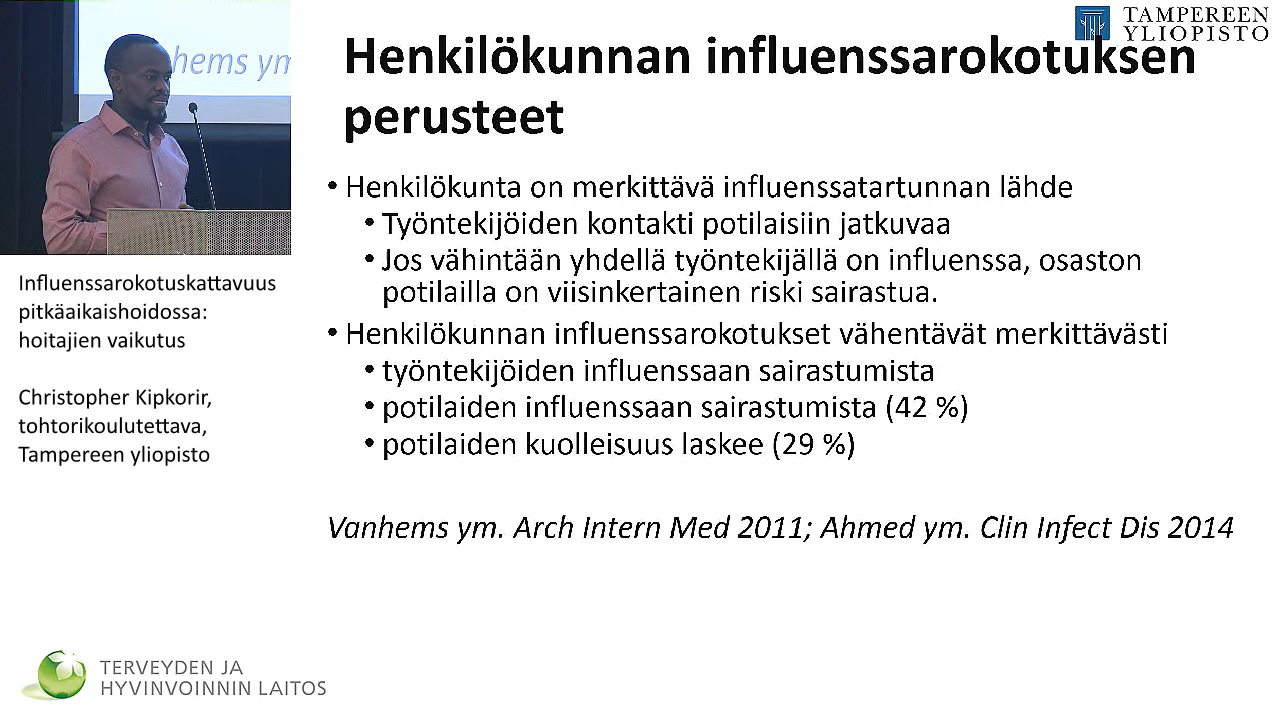 hems ym
TAMPEREEN
YLIOPISTO
Henkilökunnan influenssarokotuksen
perusteet
• Henkilökunta on merkittävä influenssatartunnan lähde
• Työntekijöiden kontakti potilaisiin jatkuvaa
• Jos vähintään yhdellä työntekijällä on influenssa, osaston
potilailla on viisinkertainen riski sairastua.
• Henkilökunnan influenssarokotukset vähentävät merkittävästi
• työntekijöiden influenssaan sairastumista
• potilaiden influenssaan sairastumista (42 %)
• potilaiden kuolleisuus laskee (29 %)
Vanhems ym. Arch Intern Med 2011; Ahmed ym. Clin Infect Dis 2014
Influenssarokotuskattavuus
pitkäaikaishoidossa:
hoitajien vaikutus
Christopher Kipkorir,
tohtorikoulutettava,
Tampereen yliopisto
TERVEYDEN JA
HYVINVOINNIN LAITOS